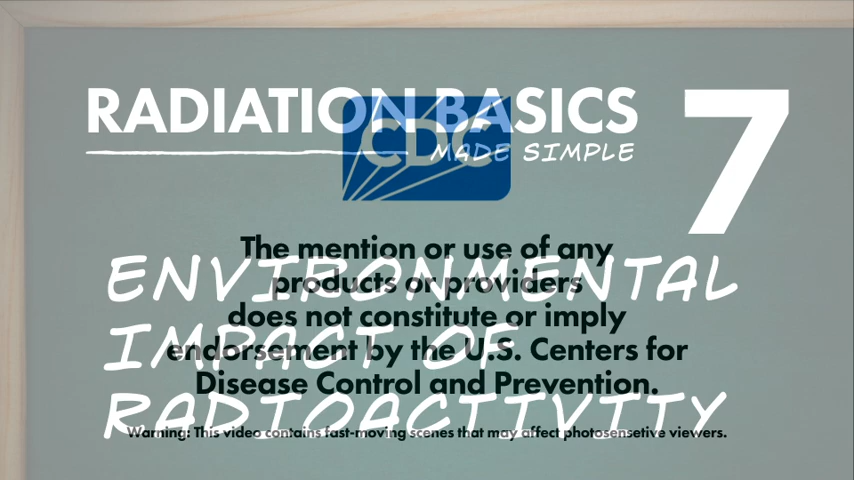 RADIATION BASICS
7
CDC
MADE SIMPLE
The mention or use of any
ENVIRONMENTAL
products or providers
does not constitute or imply
IMPACT OF
endorsement by the U.S. Centers for
Disease Control and Prevention.
RADIOACTIVITY
Warning: This video contains fast-moving scenes that may affect photosensetive viewers.